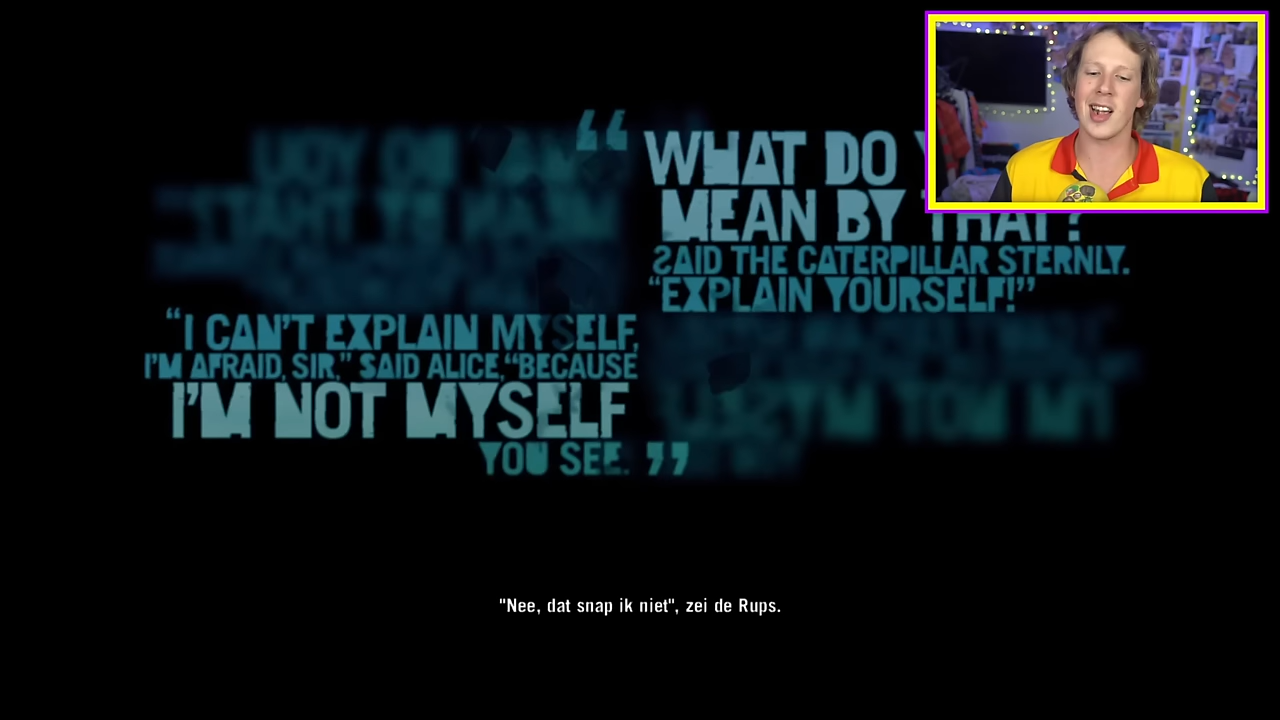 “WHAT DO
MEAN BY THAT?
SAID THE CATERPILLAR STERNLY.
“EXPLAIN YOURSELF!”
“I CAN'T EXPLAIN MYSELF,
I'M AFRAID, SIR,” SAID ALICE, “BECAUSE
I'M NOT MYSELF
YOU SEE.”
"Nee, dat snap ik niet", zei de Rups.